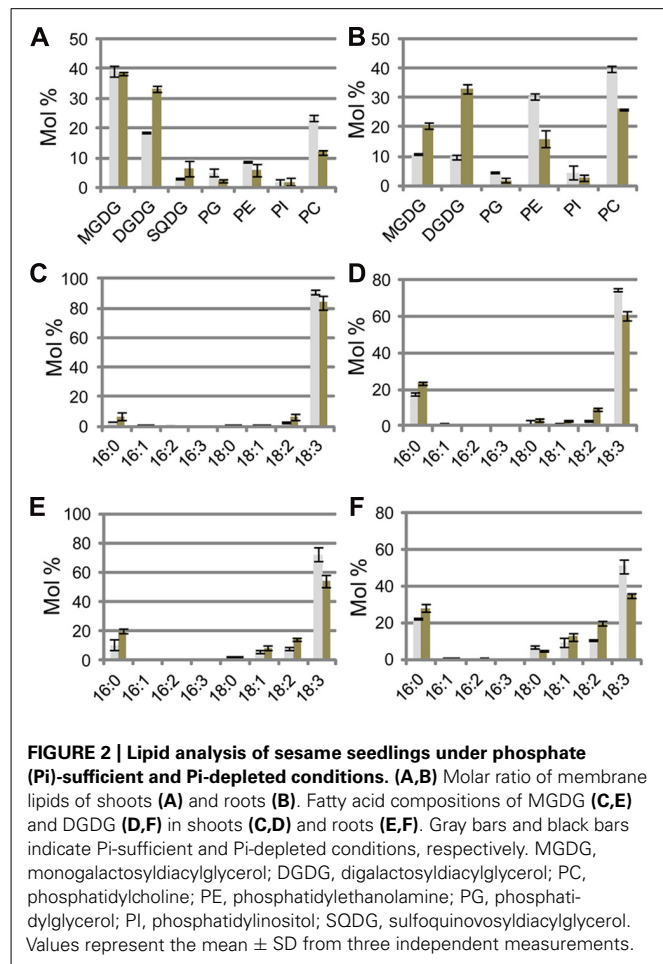 A
B
50
40
30
20
10
0
Mol %
MGDG DGDG SQDG PG PE PI PC
50
40
30
20
10
0
Mol %
MGDG DGDG PG PE PI PC
C
D
100
80
60
40
20
0
Mol %
16:0 16:1 16:2 16:3 18:0 18:1 18:2 18:3
80
60
40
20
0
Mol %
16:0 16:1 16:2 16:3 18:0 18:1 18:2 18:3
E
F
100
80
60
40
20
0
Mol %
16:0 16:1 16:2 16:3 18:0 18:1 18:2 18:3
80
60
40
20
0
Mol %
16:0 16:1 16:2 16:3 18:0 18:1 18:2 18:3
FIGURE 2 | Lipid analysis of sesame seedlings under phosphate
(Pi)-sufficient and Pi-depleted conditions. (A,B) Molar ratio of membrane
lipids of shoots (A) and roots (B). Fatty acid compositions of MGDG (C,E)
and DGDG (D,F) in shoots (C,D) and roots (E,F). Gray bars and black bars
indicate Pi-sufficient and Pi-depleted conditions, respectively. MGDG,
monogalactosyldiacylglycerol; DGDG, digalactosyldiacylglycerol; PC,
phosphatidylcholine; PE, phosphatidylethanolamine; PG, phosphati-
dylglycerol; PI, phosphatidylinositol; SQDG, sulfoquinovosyldiacylglycerol.
Values represent the mean ± SD from three independent measurements.